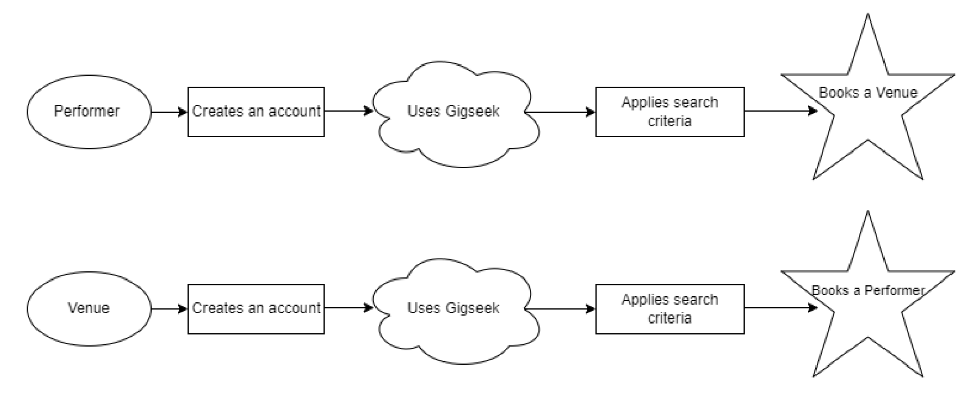 Performer
Creates an account
Uses Gigseek
Applies search
criteria
Books a Venue
Venue
Creates an account
Uses Gigseek
Applies search
criteria
Books a Performer